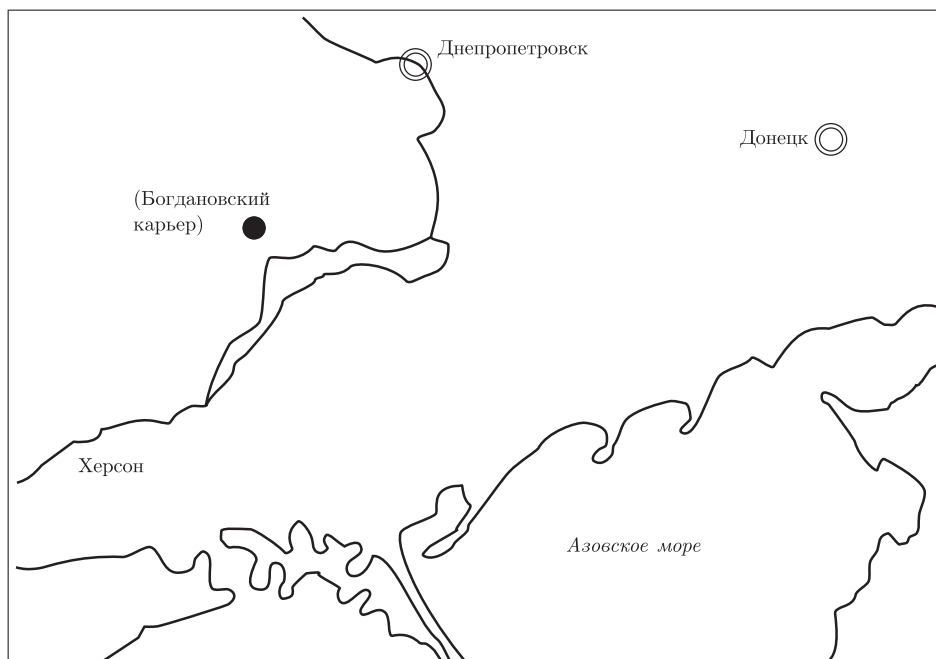 Днепропетровск
Донецк
(Богдановский
карьер)
Херсон
Азовское море